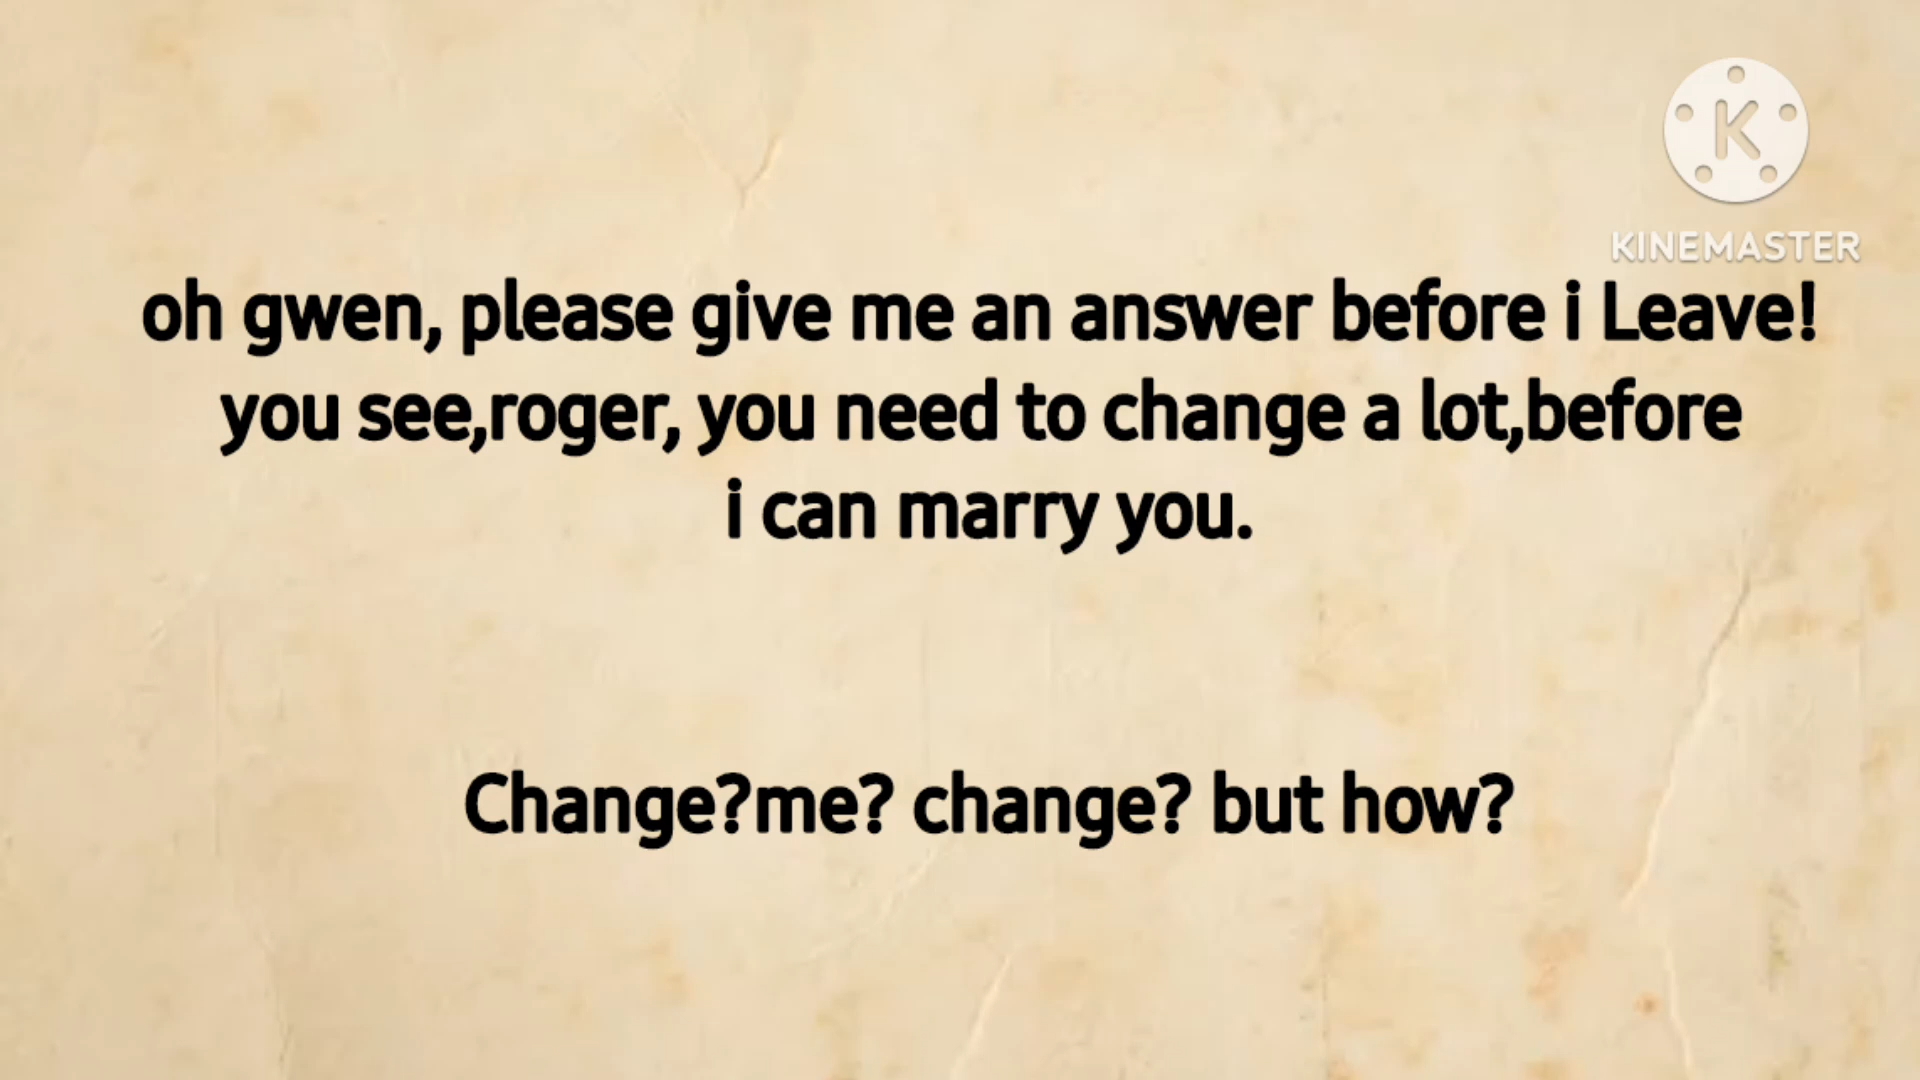 K
KINEMASTER
oh gwen, please give me an answer before i Leave!
you see,roger, you need to change a lot,before
i can marry you.
Change?me? change? but how?